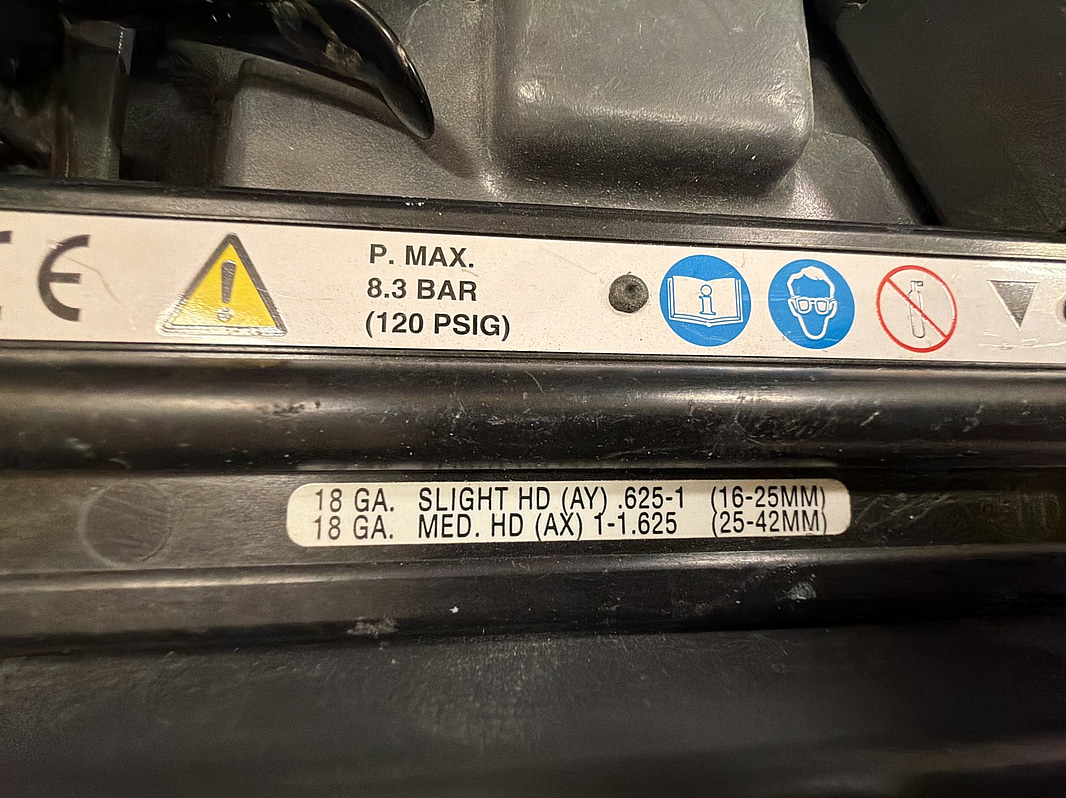 CE
P. MAX.
8.3 BAR
(120 PSIG)
i
18 GA. SLIGHT HD (AY) .625-1 (16-25MM)
18 GA. MED. HD (AX) 1-1.625 (25-42MM)